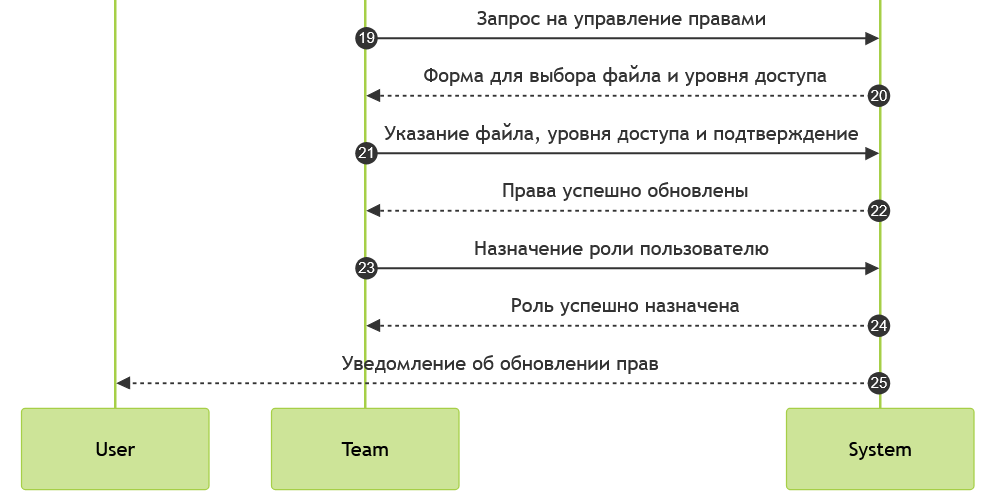 Запрос на управление правами
19
Форма для выбора файла и уровня доступа
20
Указание файла, уровня доступа и подтверждение
21
Права успешно обновлены
22
Назначение роли пользователю
23
Роль успешно назначена
24
Уведомление об обновлении прав
25
User Team System